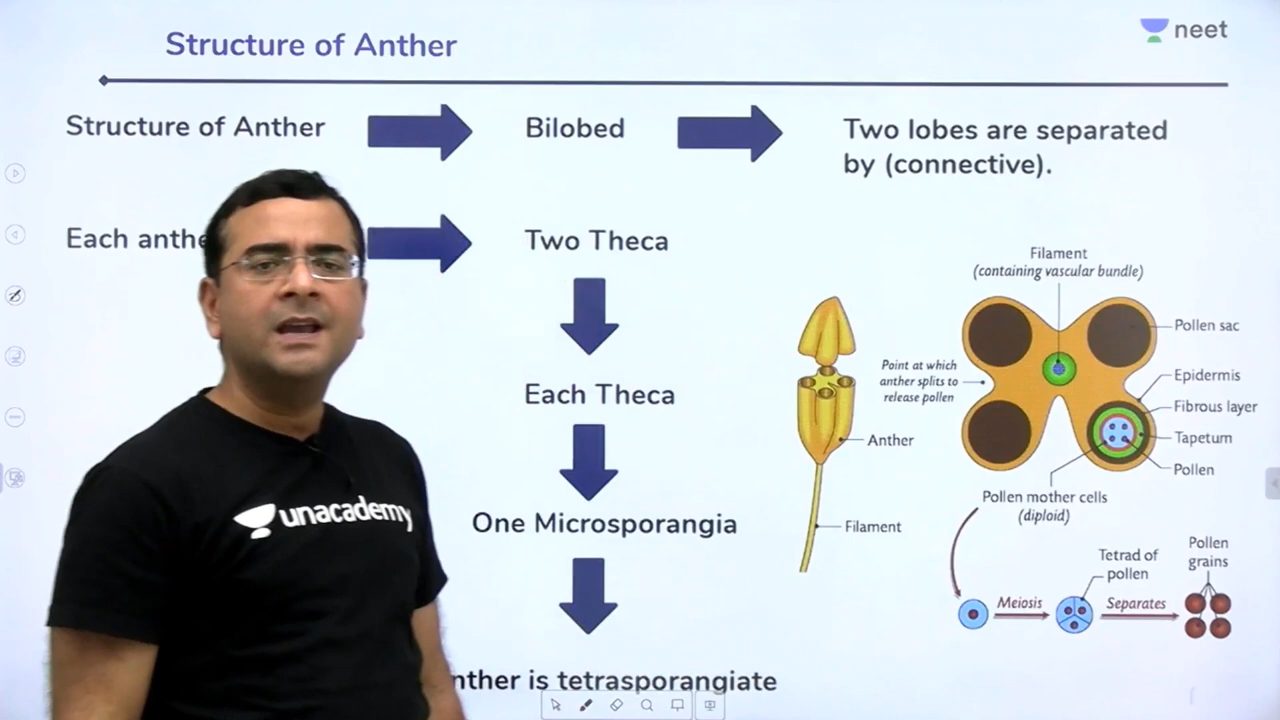 Structure of Anther
neet
Structure of Anther
Bilobed
Two lobes are separated
by (connective).
Each
Two Theca
Each Theca
One Microsporangia
is tetrasporangiate
Filament
(containing vascular bundle)
Pollen sac
Point at which
anther splits to
release pollen
Epidermis
Fibrous layer
Tapetum
Pollen
Anther
Filament
Pollen mother cells
(diploid)
Meiosis
Tetrad of
pollen
Separates
Pollen
grains
unacademy